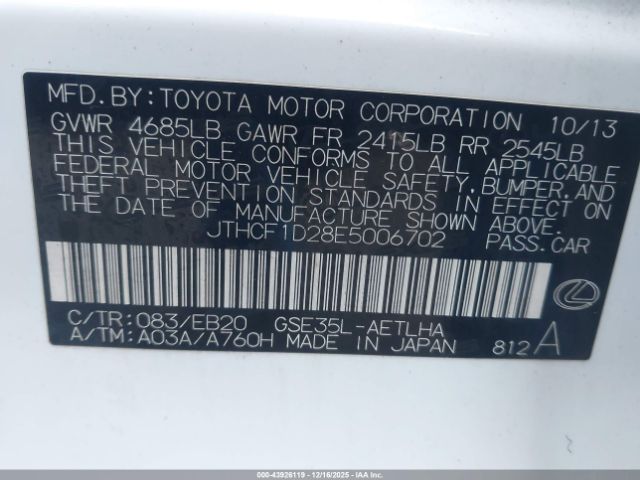 MFD.BY:TOYOTA MOTOR CORPORATION 10/13
GVWR 4685LB GAWR FR 2415LB RR 2545LB
THIS VEHICLE CONFORMS TO ALL APPLICABLE
FEDERAL MOTOR VEHICLE SAFETY,BUMPER,AND
THEFT PREVENTION STANDARDS IN EFFECT ON
THE DATE OF MANUFACTURE SHOWN ABOVE.
JTHCF1D28E5006702 PASS.CAR
C/TR:083/EB20 GSE35L-AETLHA
A/TM:A03A/A760H MADE IN JAPAN 812A
000-43926119 - 12/16/2025 - IAAI.COM